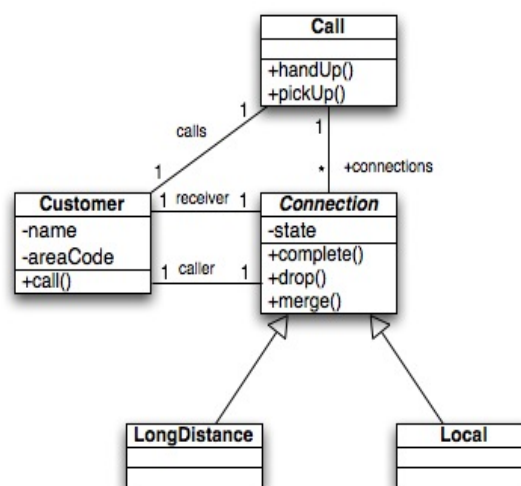 Call
+handUp()
+pickUp()
1
1
calls
1
*
+connections
Customer
-name
-areaCode
+call()
1
receiver
1
1
caller
1
Connection
-state
+complete()
+drop()
+merge()
LongDistance
Local